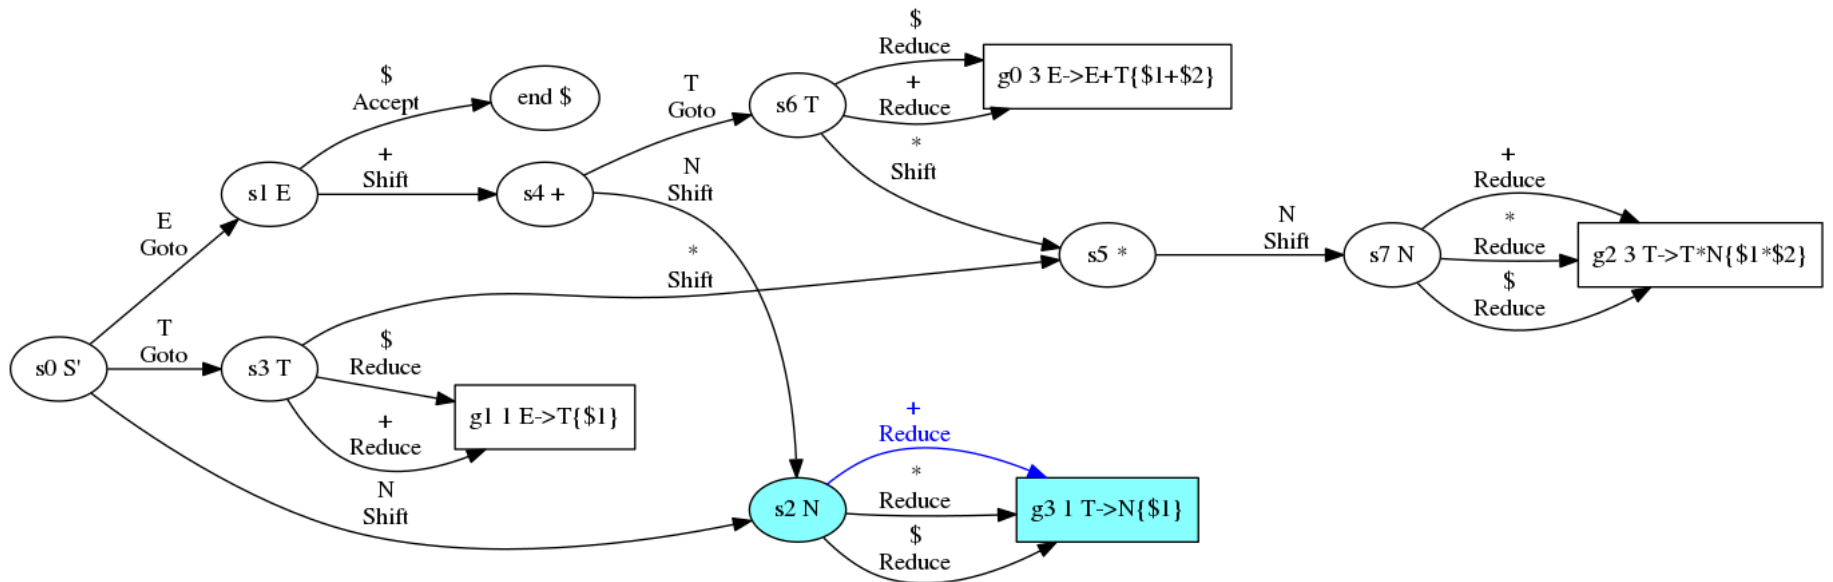 $
Reduce
g0 3 E->E+T{$1+$2}
+
Reduce
s6 T
T
Goto
$
Accept
end $
*
Shift
+
Shift
s1 E
s4 +
N
Shift
+
Reduce
*
Reduce
g2 3 T->T*N{$1*$2}
$
Reduce
s7 N
N
Shift
s5 *
*
Shift
E
Goto
T
Goto
s0 S'
s3 T
$
Reduce
g1 1 E->T{$1}
+
Reduce
+
Reduce
*
Reduce
g3 1 T->N{$1}
$
Reduce
s2 N
N
Shift